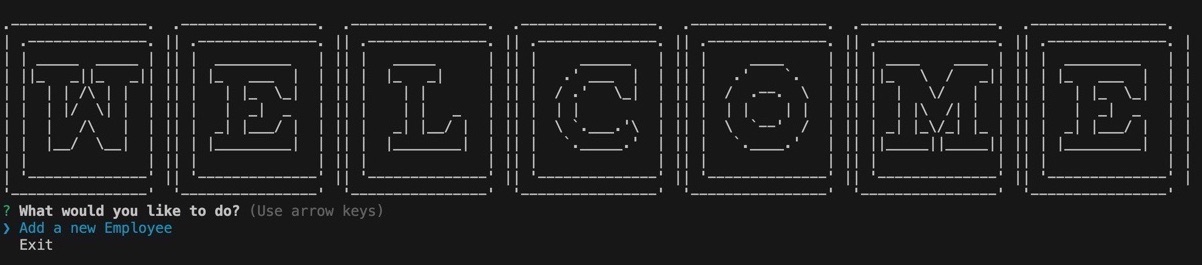 WELCOME
? What would you like to do? (Use arrow keys)
❯ Add a new Employee
Exit